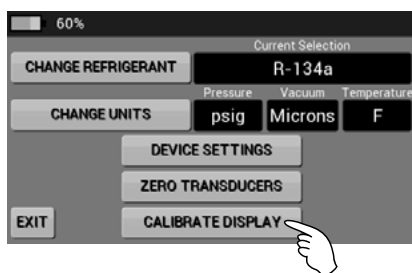 60%
Current Selection
CHANGE REFRIGERANT R-134a
Pressure Vacuum Temperature
CHANGE UNITS psig Microns F
DEVICE SETTINGS
ZERO TRANSDUCERS
EXIT CALIBRATE DISPLAY